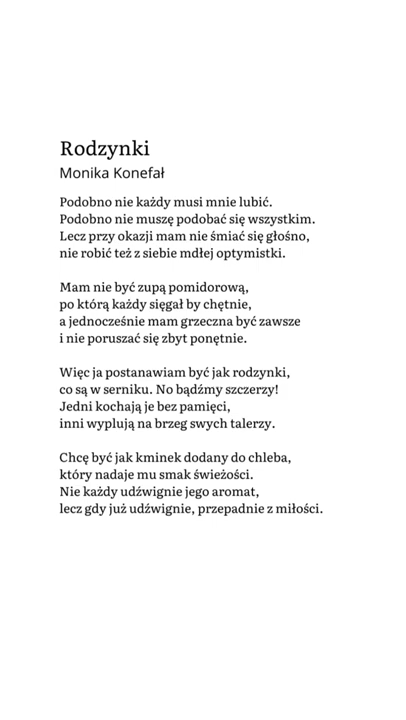 Rodzynki
Monika Konefał
Podobno nie każdy musi mnie lubić.
Podobno nie muszę podobać się wszystkim.
Lecz przy okazji mam nie śmiać się głośno,
nie robić też z siebie mdłej optymistki.
Mam nie być zupą pomidorową,
po którą każdy sięgał by chętnie,
a jednocześnie mam grzeczna być zawsze
i nie poruszać się zbyt ponętnie.
Więc ja postanawiam być jak rodzynki,
co są w serniku. No bądźmy szczerzy!
Jedni kochają je bez pamięci,
inni wyplują na brzeg swych talerzy.
Chcę być jak kminek dodany do chleba,
który nadaje mu smak świeżości.
Nie każdy udźwignie jego aromat,
lecz gdy już udźwignie, przepadnie z miłości.